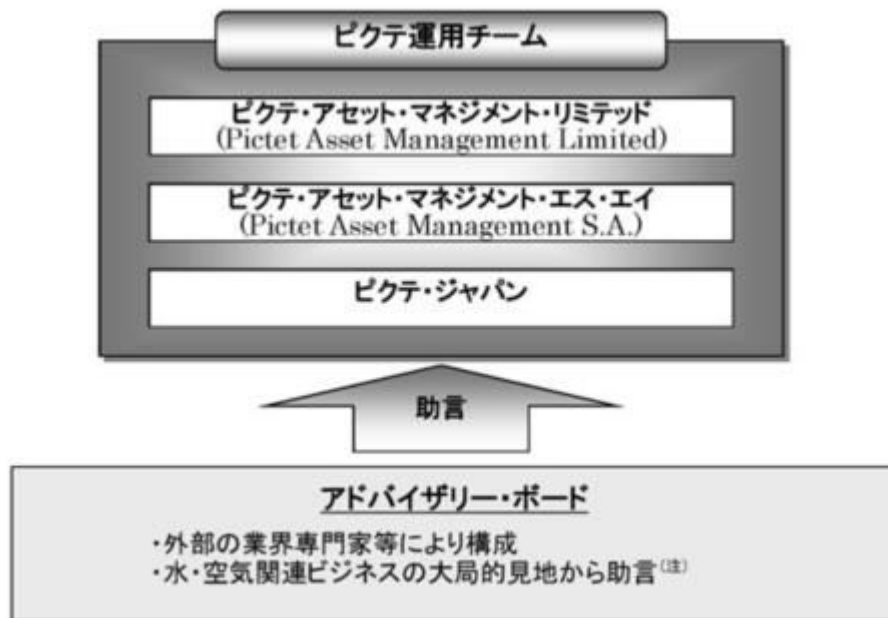 ピクテ運用チーム
ピクテ・アセット・マネジメント・リミテッド
(Pictet Asset Management Limited)
ピクテ・アセット・マネジメント・エス・エイ
(Pictet Asset Management S.A.)
ピクテ・ジャパン
助言
アドバイザリー・ボード
・外部の業界専門家等により構成
・水・空気関連ビジネスの大局的見地から助言(注)